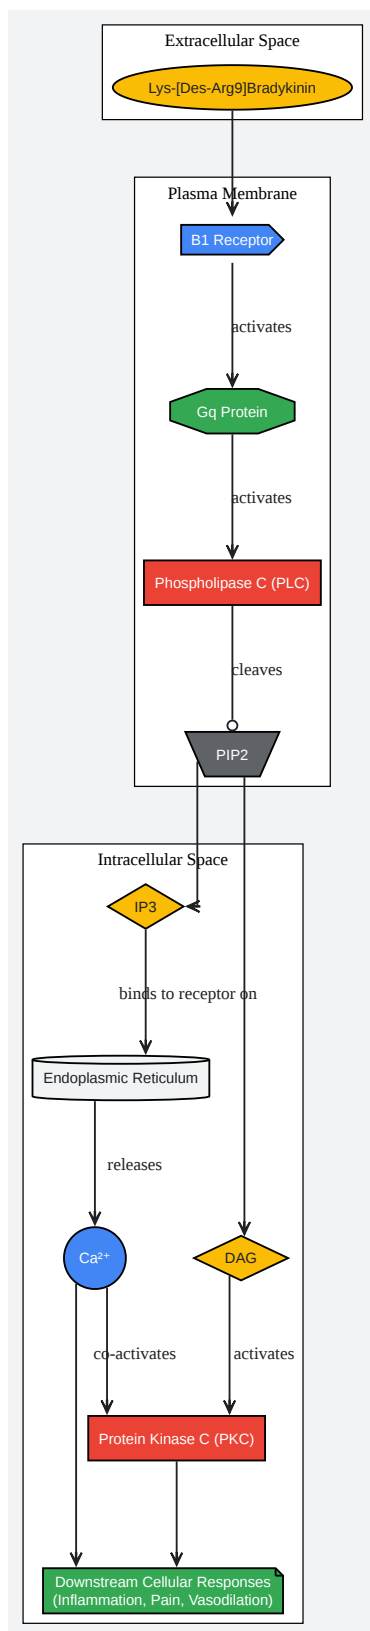 Extracellular Space
Lys-[Des-Arg9]Bradykinin
Plasma Membrane
B1 Receptor
activates
Gq Protein
activates
Phospholipase C (PLC)
cleaves
PIP2
Intracellular Space
IP3
binds to receptor on
Endoplasmic Reticulum
releases
Ca²⁺
DAG
co-activates
activates
Protein Kinase C (PKC)
Downstream Cellular Responses
(Inflammation, Pain, Vasodilation)